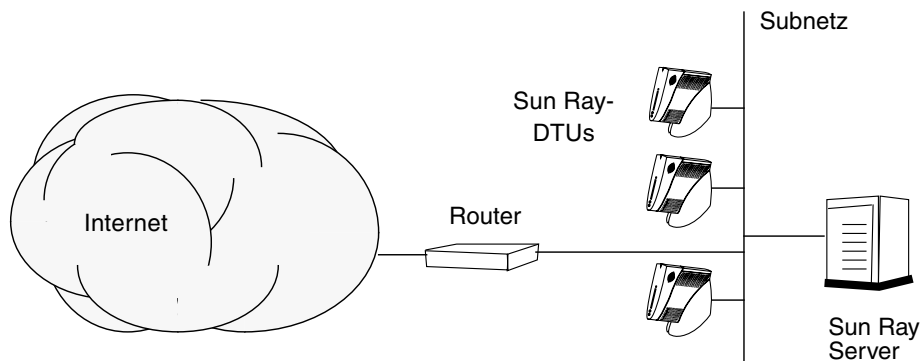 Subnetz
Sun Ray-
DTUs
Internet
Router
Sun Ray
Server